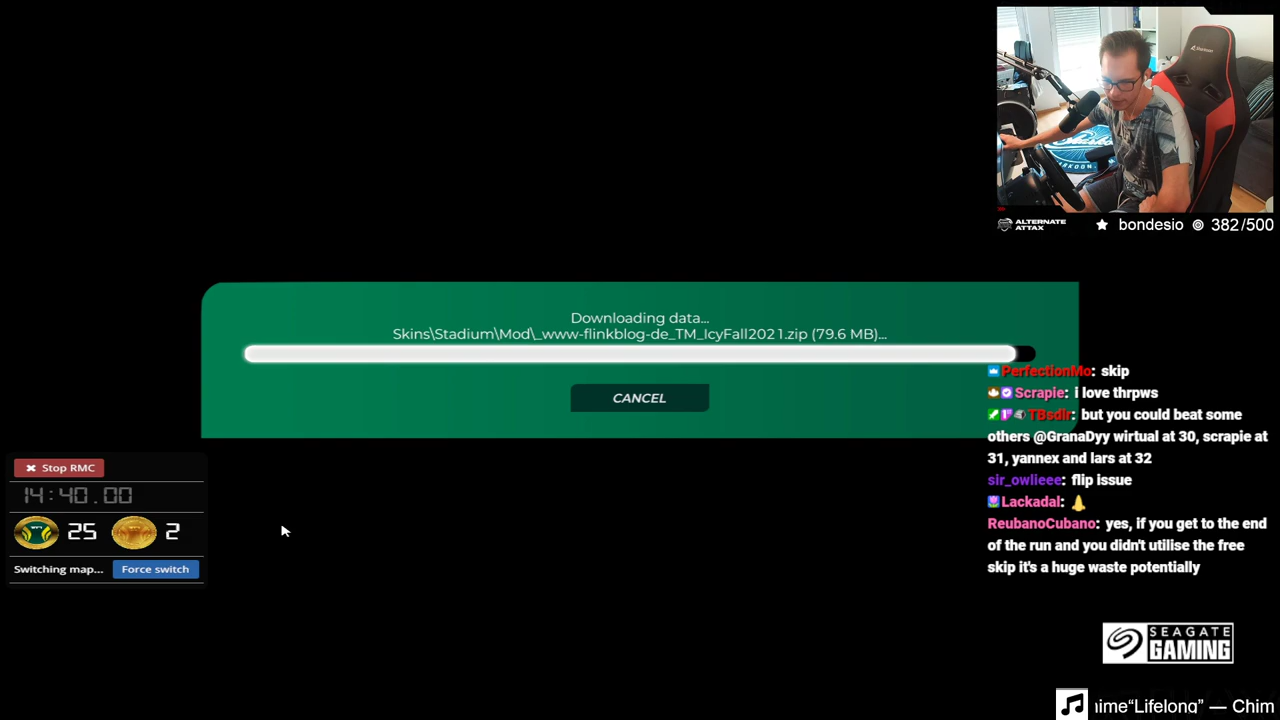 ALTERNATE
ATTAX
bondesio
382/500
Downloading data...
Skins\Stadium\Mod\_www-flinkblog-de_TM_IcyFall2021.zip (79.6 MB)...
CANCEL
PerfectionMo: skip
Scrapie: i love thrpws
TBsdlr: but you could beat some
others @GranaDyy wirtual at 30, scrapie at
31, yannex and lars at 32
sir_owlieee: flip issue
Lackadal:
ReubanoCubano: yes, if you get to the end
of the run and you didn't utilise the free
skip it's a huge waste potentially
Stop RMC
14:40.00
25 2
Switching map... Force switch
SEAGATE
GAMING
“Lifelong” — Chim